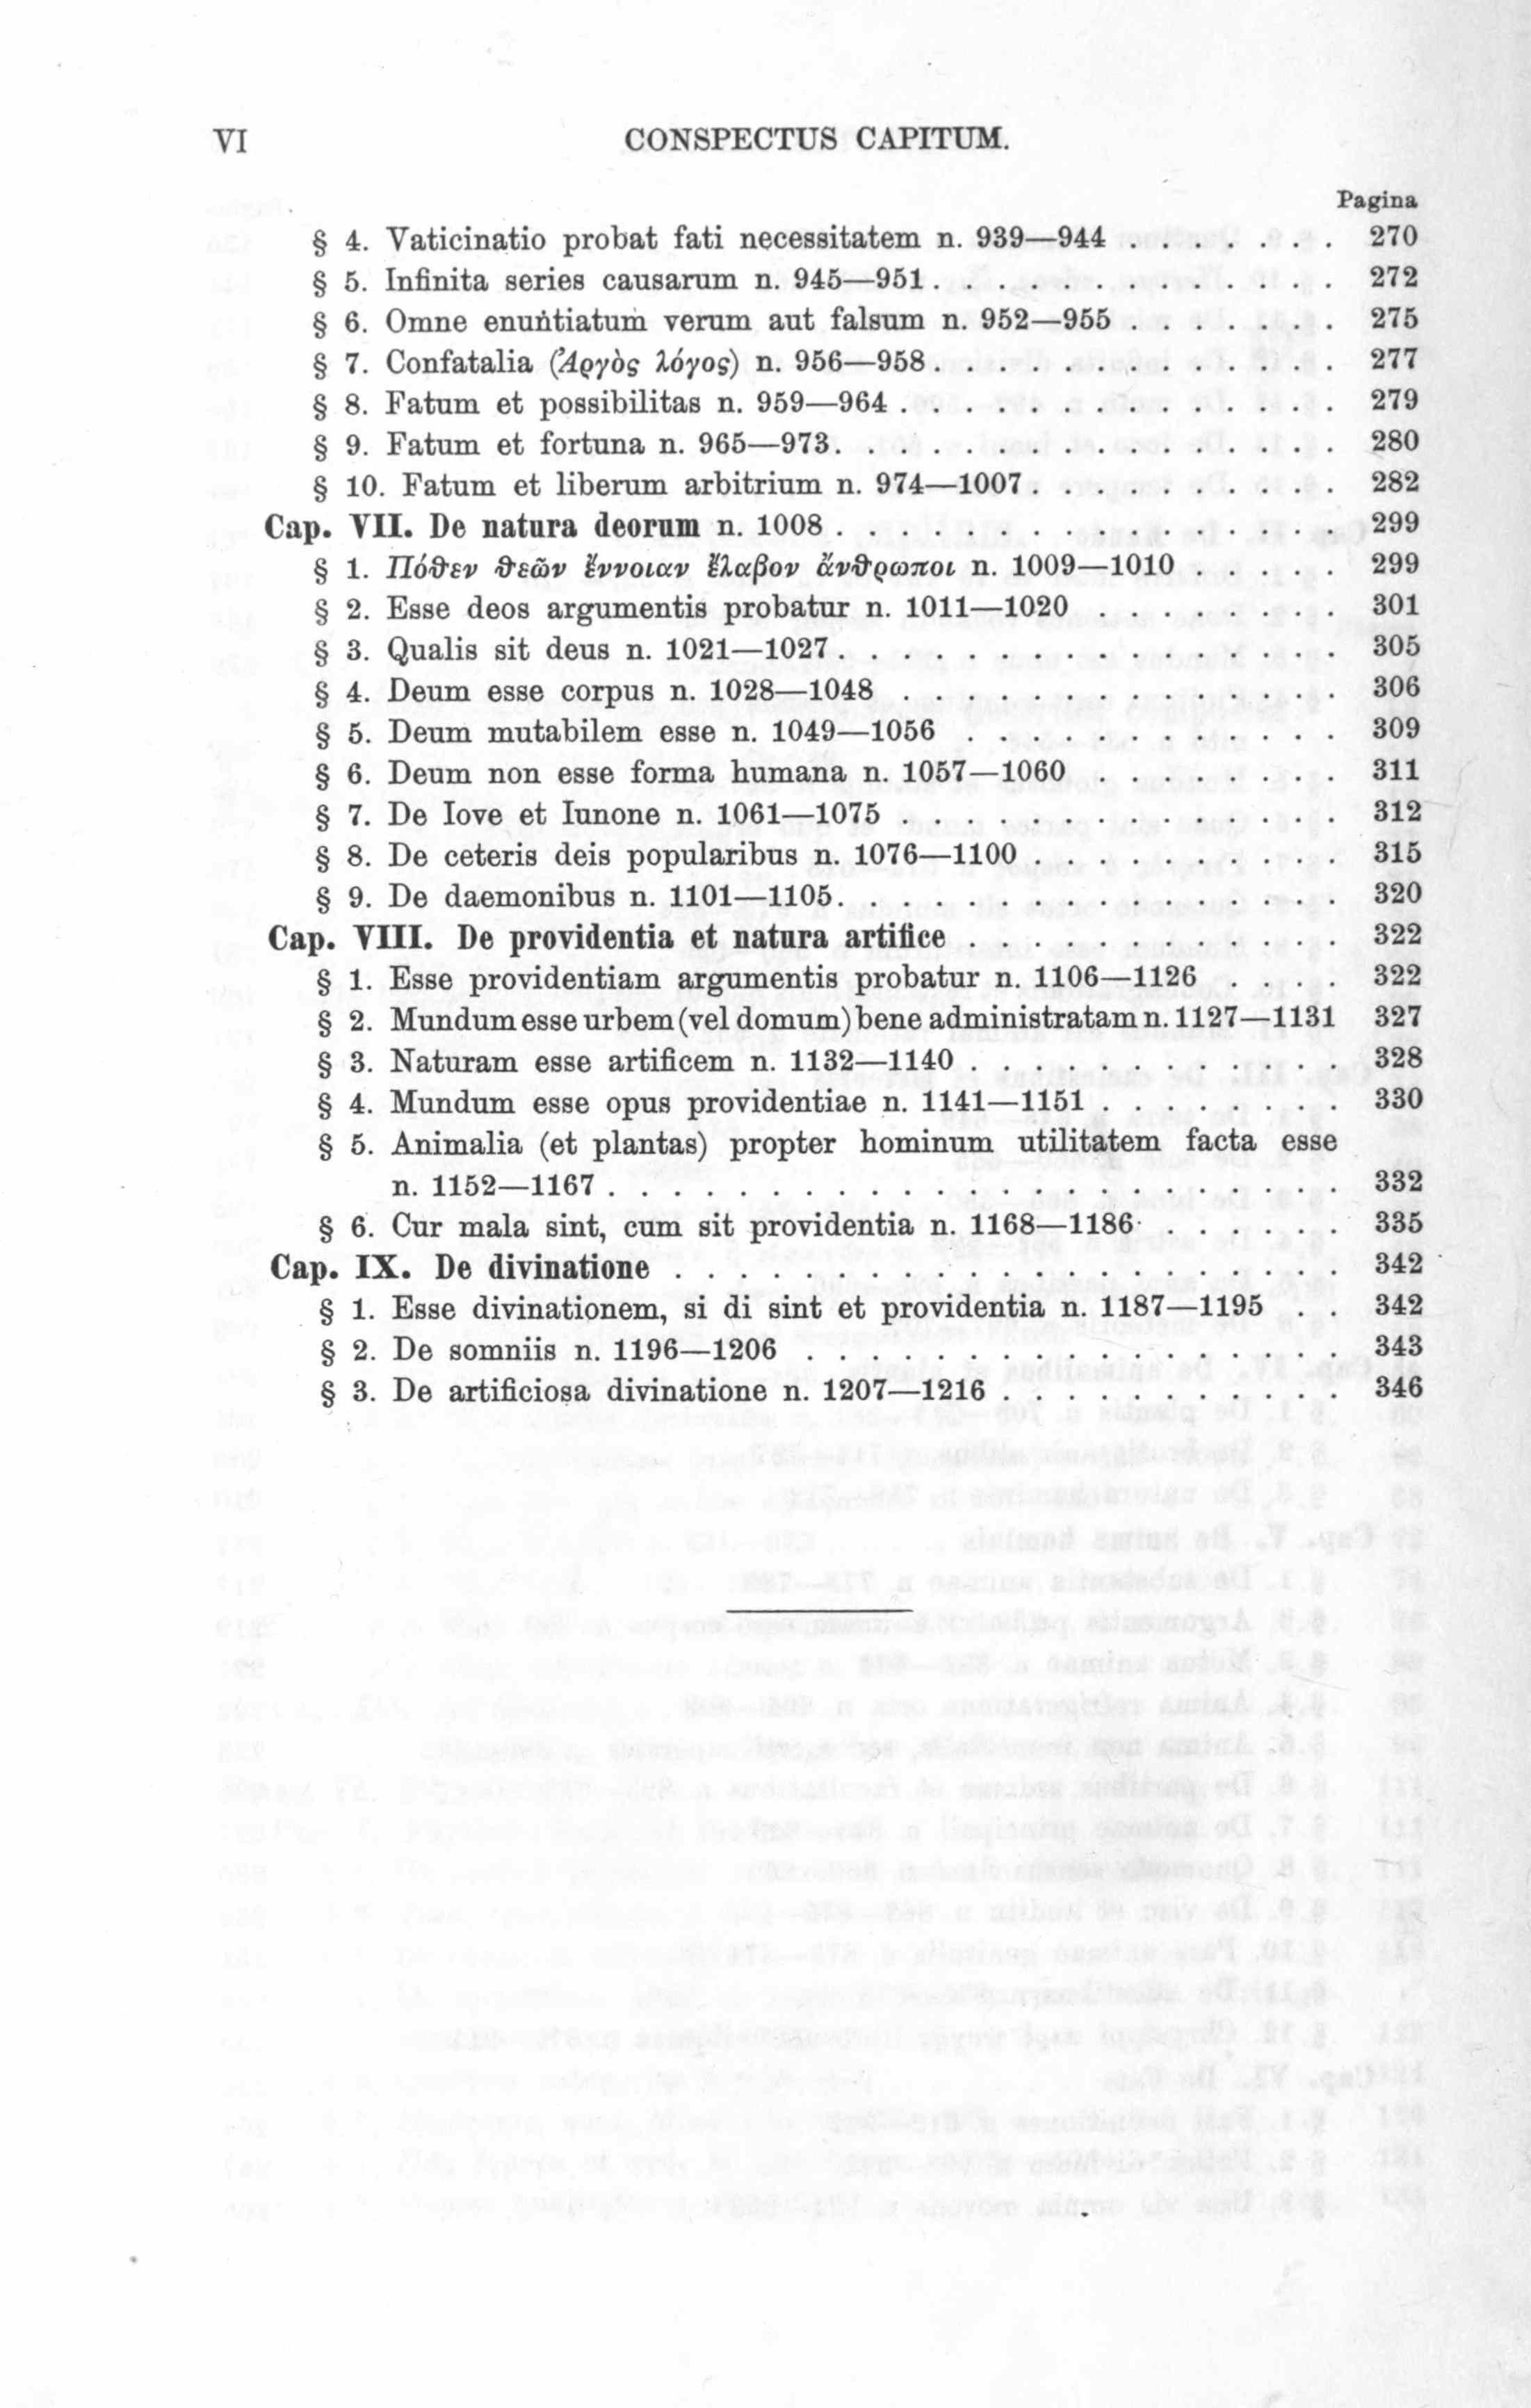 VI CONSPECTUS CAPITUM.
Pagina
§ 4. Vaticinatio probat fati necessitatem n. 939—944 . . . . . . . 270
§ 5. Infinita series causarum n. 945—951 . . . . . . . . . . . . . 272
§ 6. Omne enuntiatum verum aut falsum n. 952—955 . . . . . . . 275
§ 7. Confatalia (Ἀργὸς λόγος) n. 956—958 . . . . . . . . . . . . . 277
§ 8. Fatum et possibilitas n. 959—964 . . . . . . . . . . . . . . 279
§ 9. Fatum et fortuna n. 965—973 . . . . . . . . . . . . . . . . 280
§ 10. Fatum et liberum arbitrium n. 974—1007 . . . . . . . . . . 282
Cap. VII. De natura deorum n. 1008 . . . . . . . . . . . . . . . . 299
§ 1. Πόθεν θεῶν ἔννοιαν ἔλαβον ἄνθρωποι n. 1009—1010 . . . . . 299
§ 2. Esse deos argumentis probatur n. 1011—1020 . . . . . . . . 301
§ 3. Qualis sit deus n. 1021—1027 . . . . . . . . . . . . . . . . 305
§ 4. Deum esse corpus n. 1028—1048 . . . . . . . . . . . . . . 306
§ 5. Deum mutabilem esse n. 1049—1056 . . . . . . . . . . . . 309
§ 6. Deum non esse forma humana n. 1057—1060 . . . . . . . . 311
§ 7. De Iove et Iunone n. 1061—1075 . . . . . . . . . . . . . . 312
§ 8. De ceteris deis popularibus n. 1076—1100 . . . . . . . . . . 315
§ 9. De daemonibus n. 1101—1105 . . . . . . . . . . . . . . . . 320
Cap. VIII. De providentia et natura artifice . . . . . . . . . . . . 322
§ 1. Esse providentiam argumentis probatur n. 1106—1126 . . . . 322
§ 2. Mundum esse urbem (vel domum) bene administratam n. 1127—1131 327
§ 3. Naturam esse artificem n. 1132—1140 . . . . . . . . . . . . 328
§ 4. Mundum esse opus providentiae n. 1141—1151 . . . . . . . . 330
§ 5. Animalia (et plantas) propter hominum utilitatem facta esse
n. 1152—1167 . . . . . . . . . . . . . . . . . . . . . . . 332
§ 6. Cur mala sint, cum sit providentia n. 1168—1186 . . . . . . 335
Cap. IX. De divinatione . . . . . . . . . . . . . . . . . . . . . 342
§ 1. Esse divinationem, si di sint et providentia n. 1187—1195 . . 342
§ 2. De somniis n. 1196—1206 . . . . . . . . . . . . . . . . . 343
§ 3. De artificiosa divinatione n. 1207—1216 . . . . . . . . . . . 346